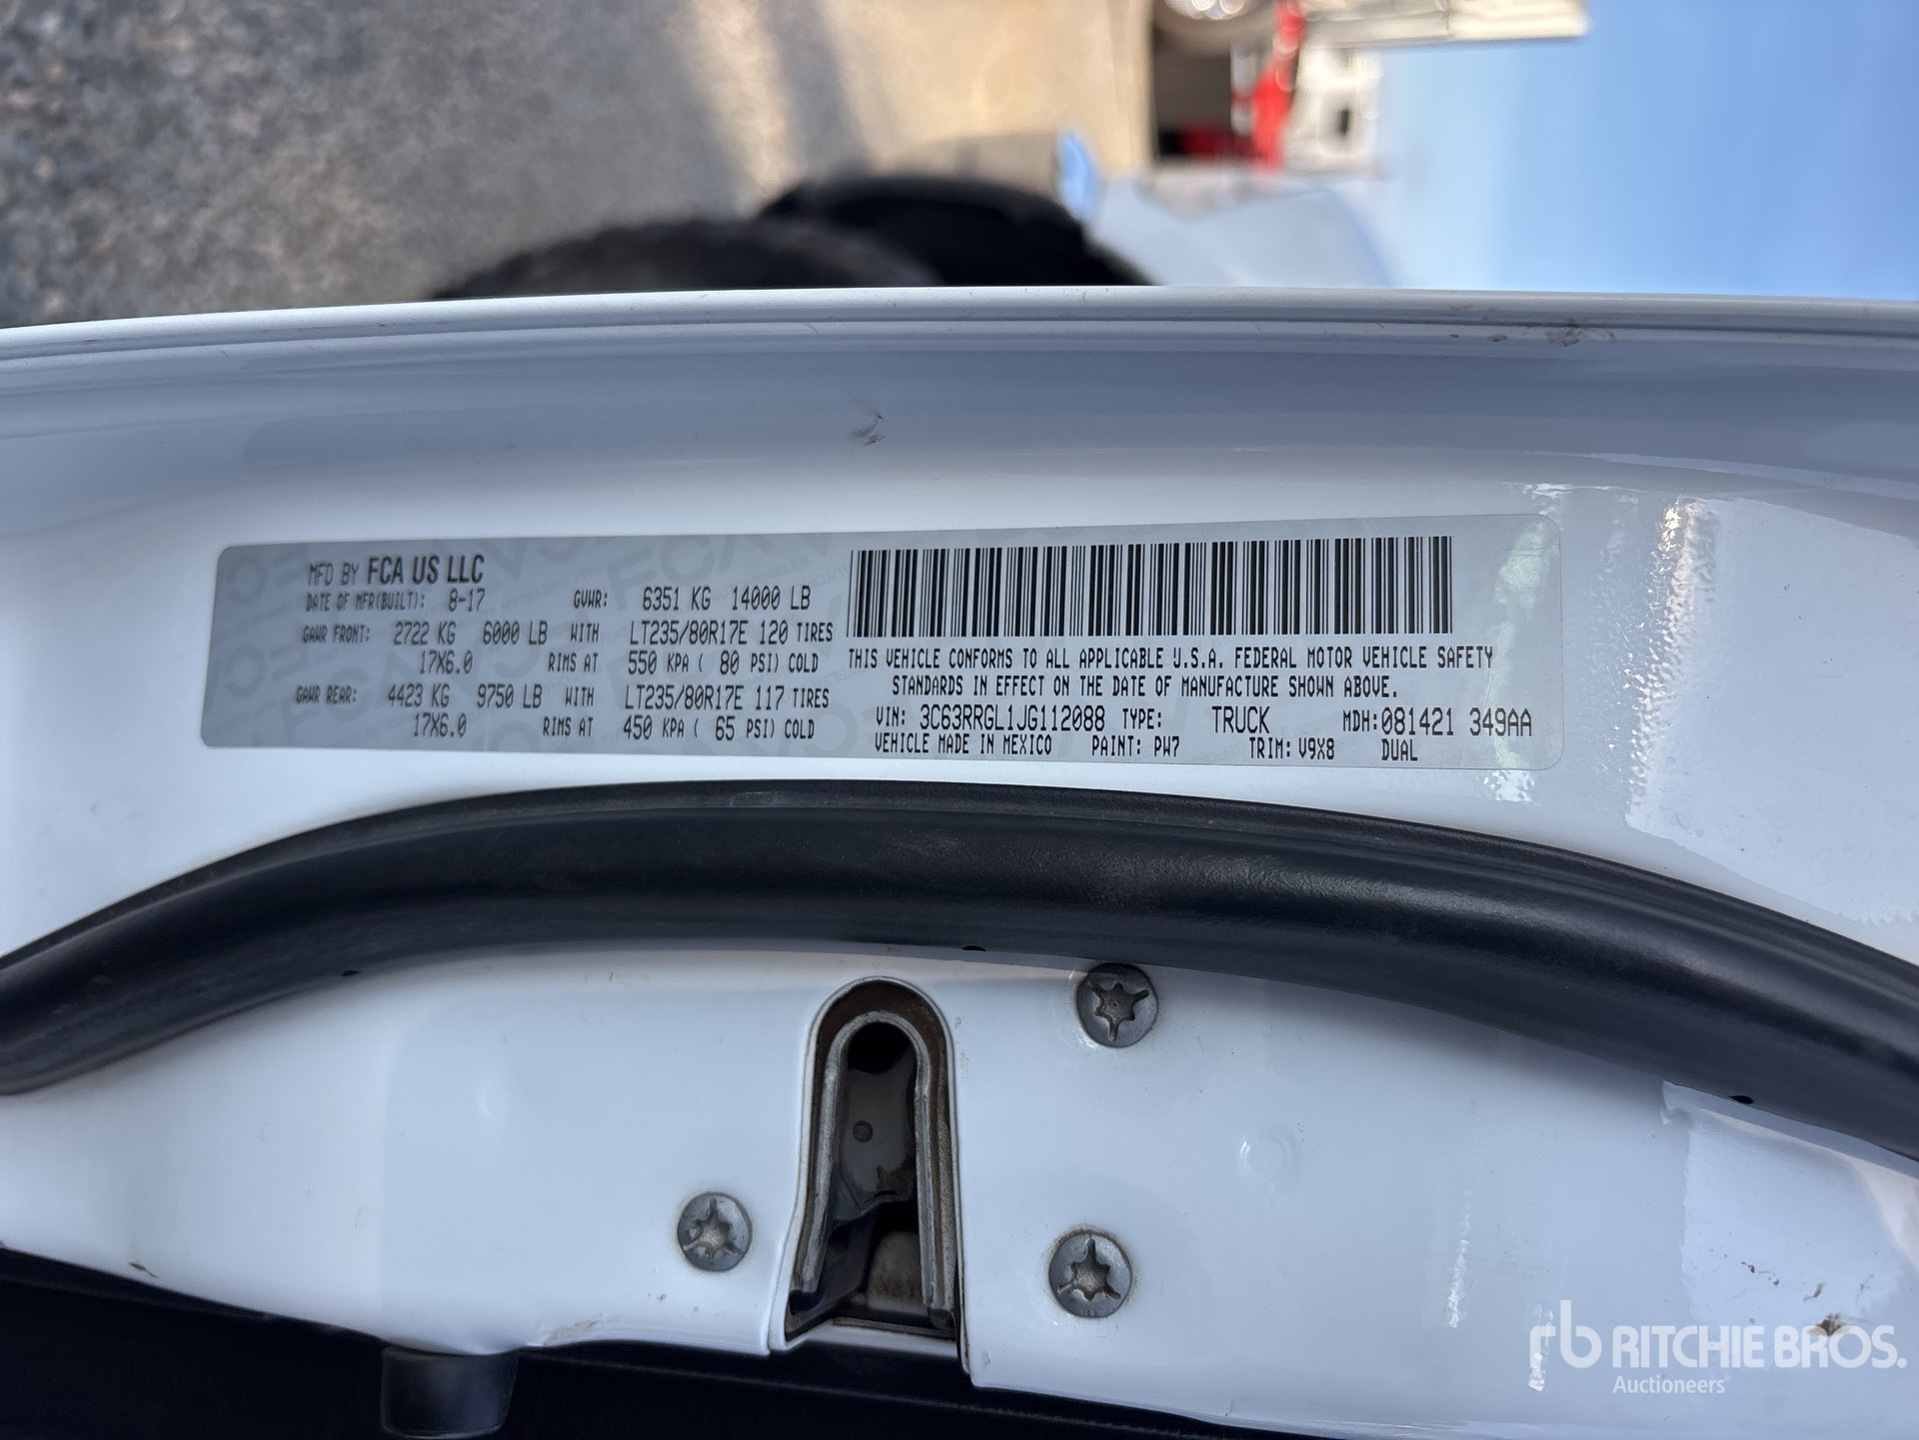 MFD BY FCA US LLC
DATE OF MFR(BUILT): 8-17 GVWR: 6351 KG 14000 LB
GAWR FRONT: 2722 KG 6000 LB WITH LT235/80R17E 120 TIRES
17X6.0 RIMS AT 550 KPA ( 80 PSI) COLD
GAWR REAR: 4423 KG 9750 LB WITH LT235/80R17E 117 TIRES
17X6.0 RIMS AT 450 KPA ( 65 PSI) COLD
THIS VEHICLE CONFORMS TO ALL APPLICABLE U.S.A. FEDERAL MOTOR VEHICLE SAFETY
STANDARDS IN EFFECT ON THE DATE OF MANUFACTURE SHOWN ABOVE.
VIN: 3C63RRGL1JG112088 TYPE: TRUCK MDH:081421 349AA
VEHICLE MADE IN MEXICO PAINT: PW7 TRIM: V9X8 DUAL
rb RITCHIE BROS.
Auctioneers